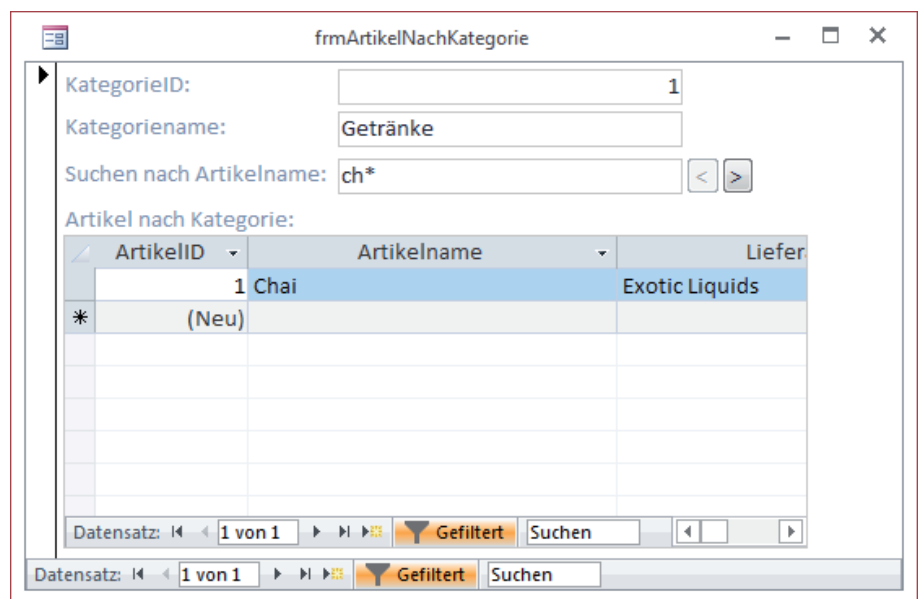 frmArtikelNachKategorie
KategorieID: 1
Kategoriename: Getränke
Suchen nach Artikelname: ch* < >
Artikel nach Kategorie:
ArtikelID Artikelname Liefer
1 Chai Exotic Liquids
* (Neu)
Datensatz: 1 von 1 Gefiltert Suchen
Datensatz: 1 von 1 Gefiltert Suchen